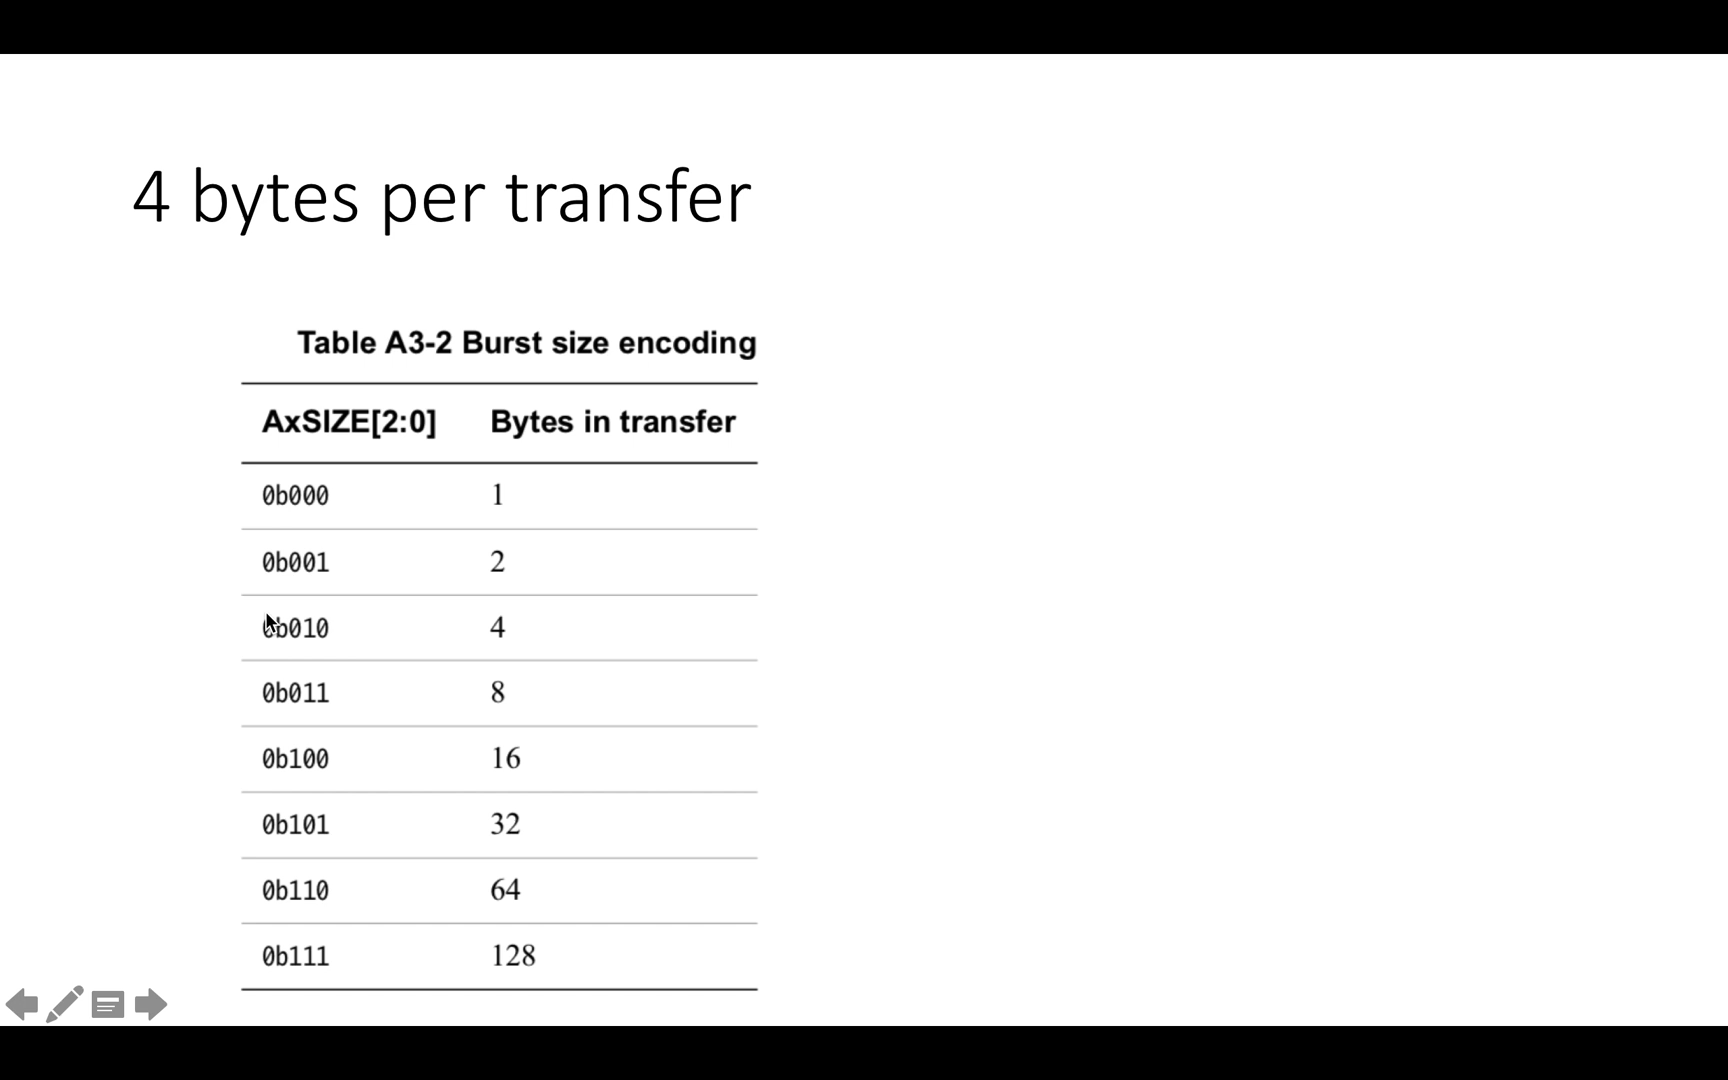 4 bytes per transfer
Table A3-2 Burst size encoding
AxSIZE[2:0] Bytes in transfer
0b000 1
0b001 2
0b010 4
0b011 8
0b100 16
0b101 32
0b110 64
0b111 128